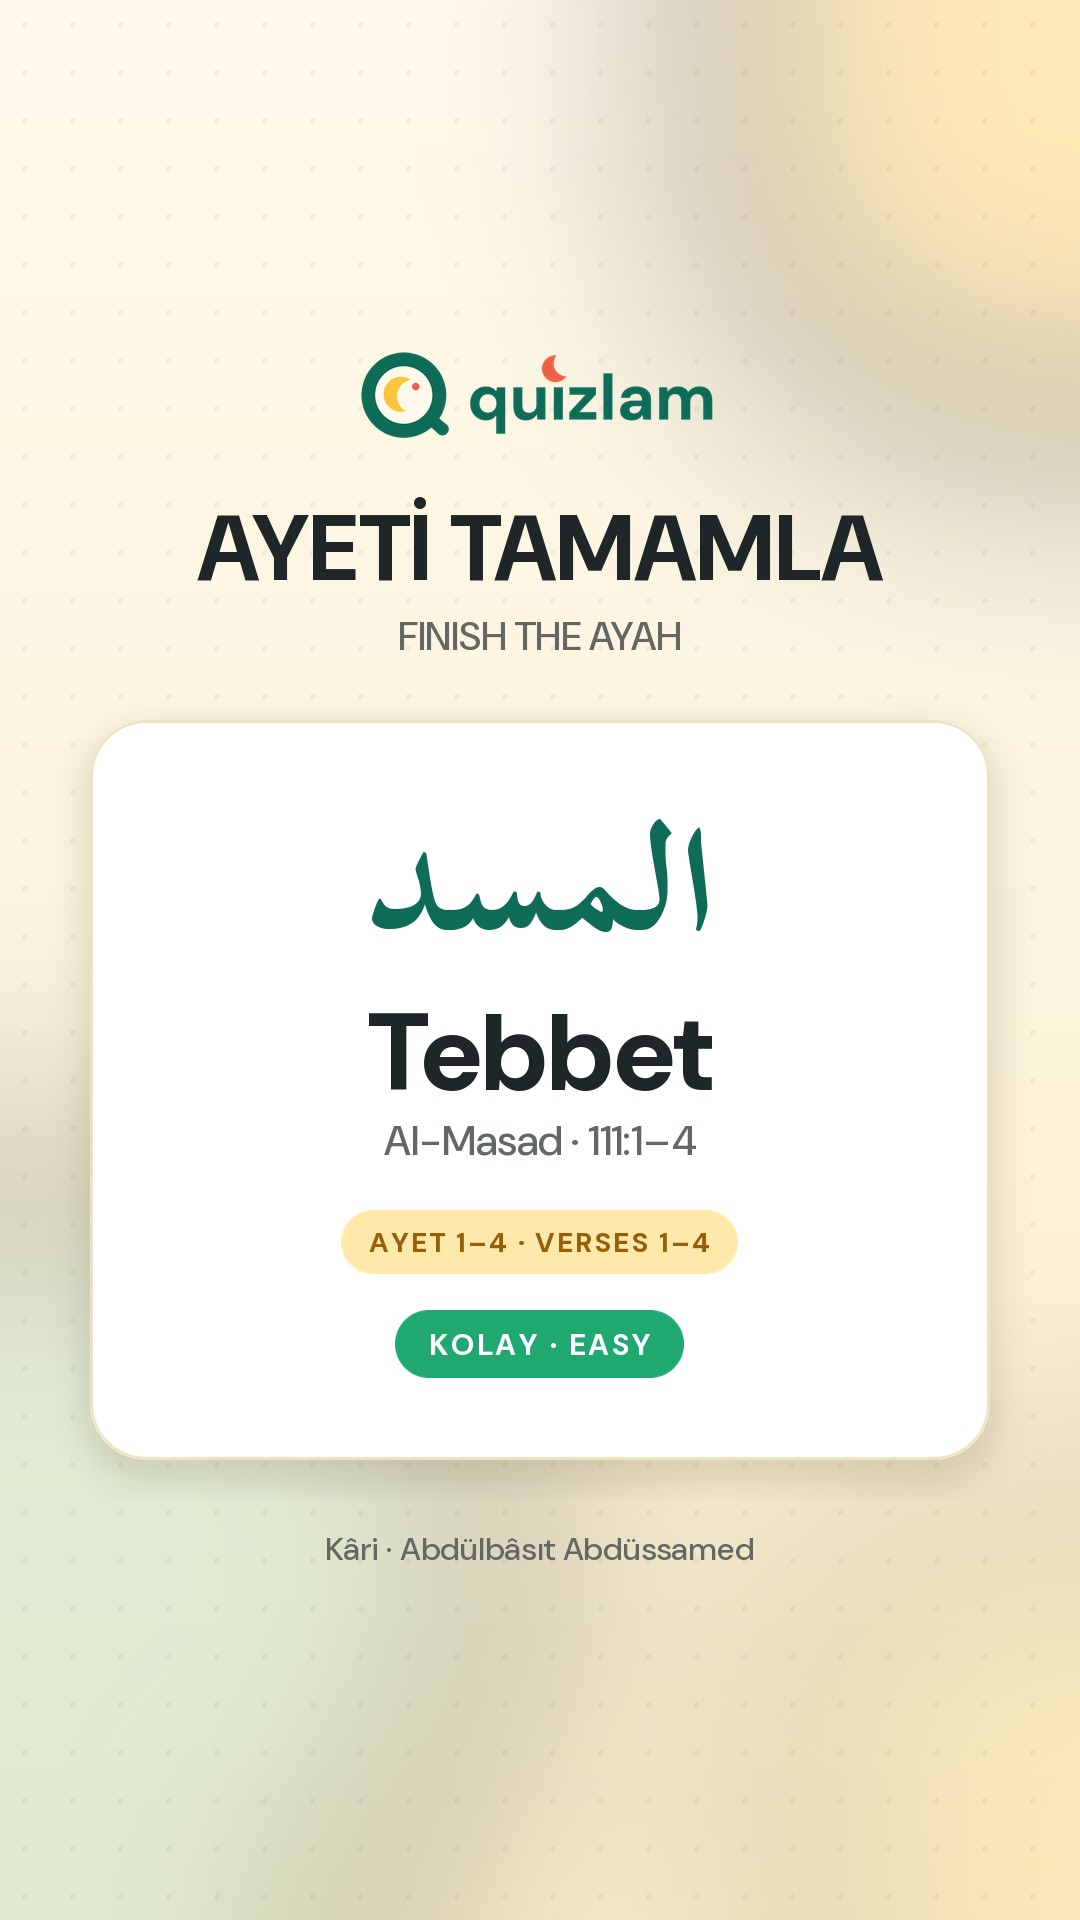 quizlam
AYETİ TAMAMLA
FINISH THE AYAH
المسد
Tebbet
Al-Masad · 111:1–4
AYET 1–4 · VERSES 1–4
KOLAY · EASY
Kâri · Abdülbâsıt Abdüssamed